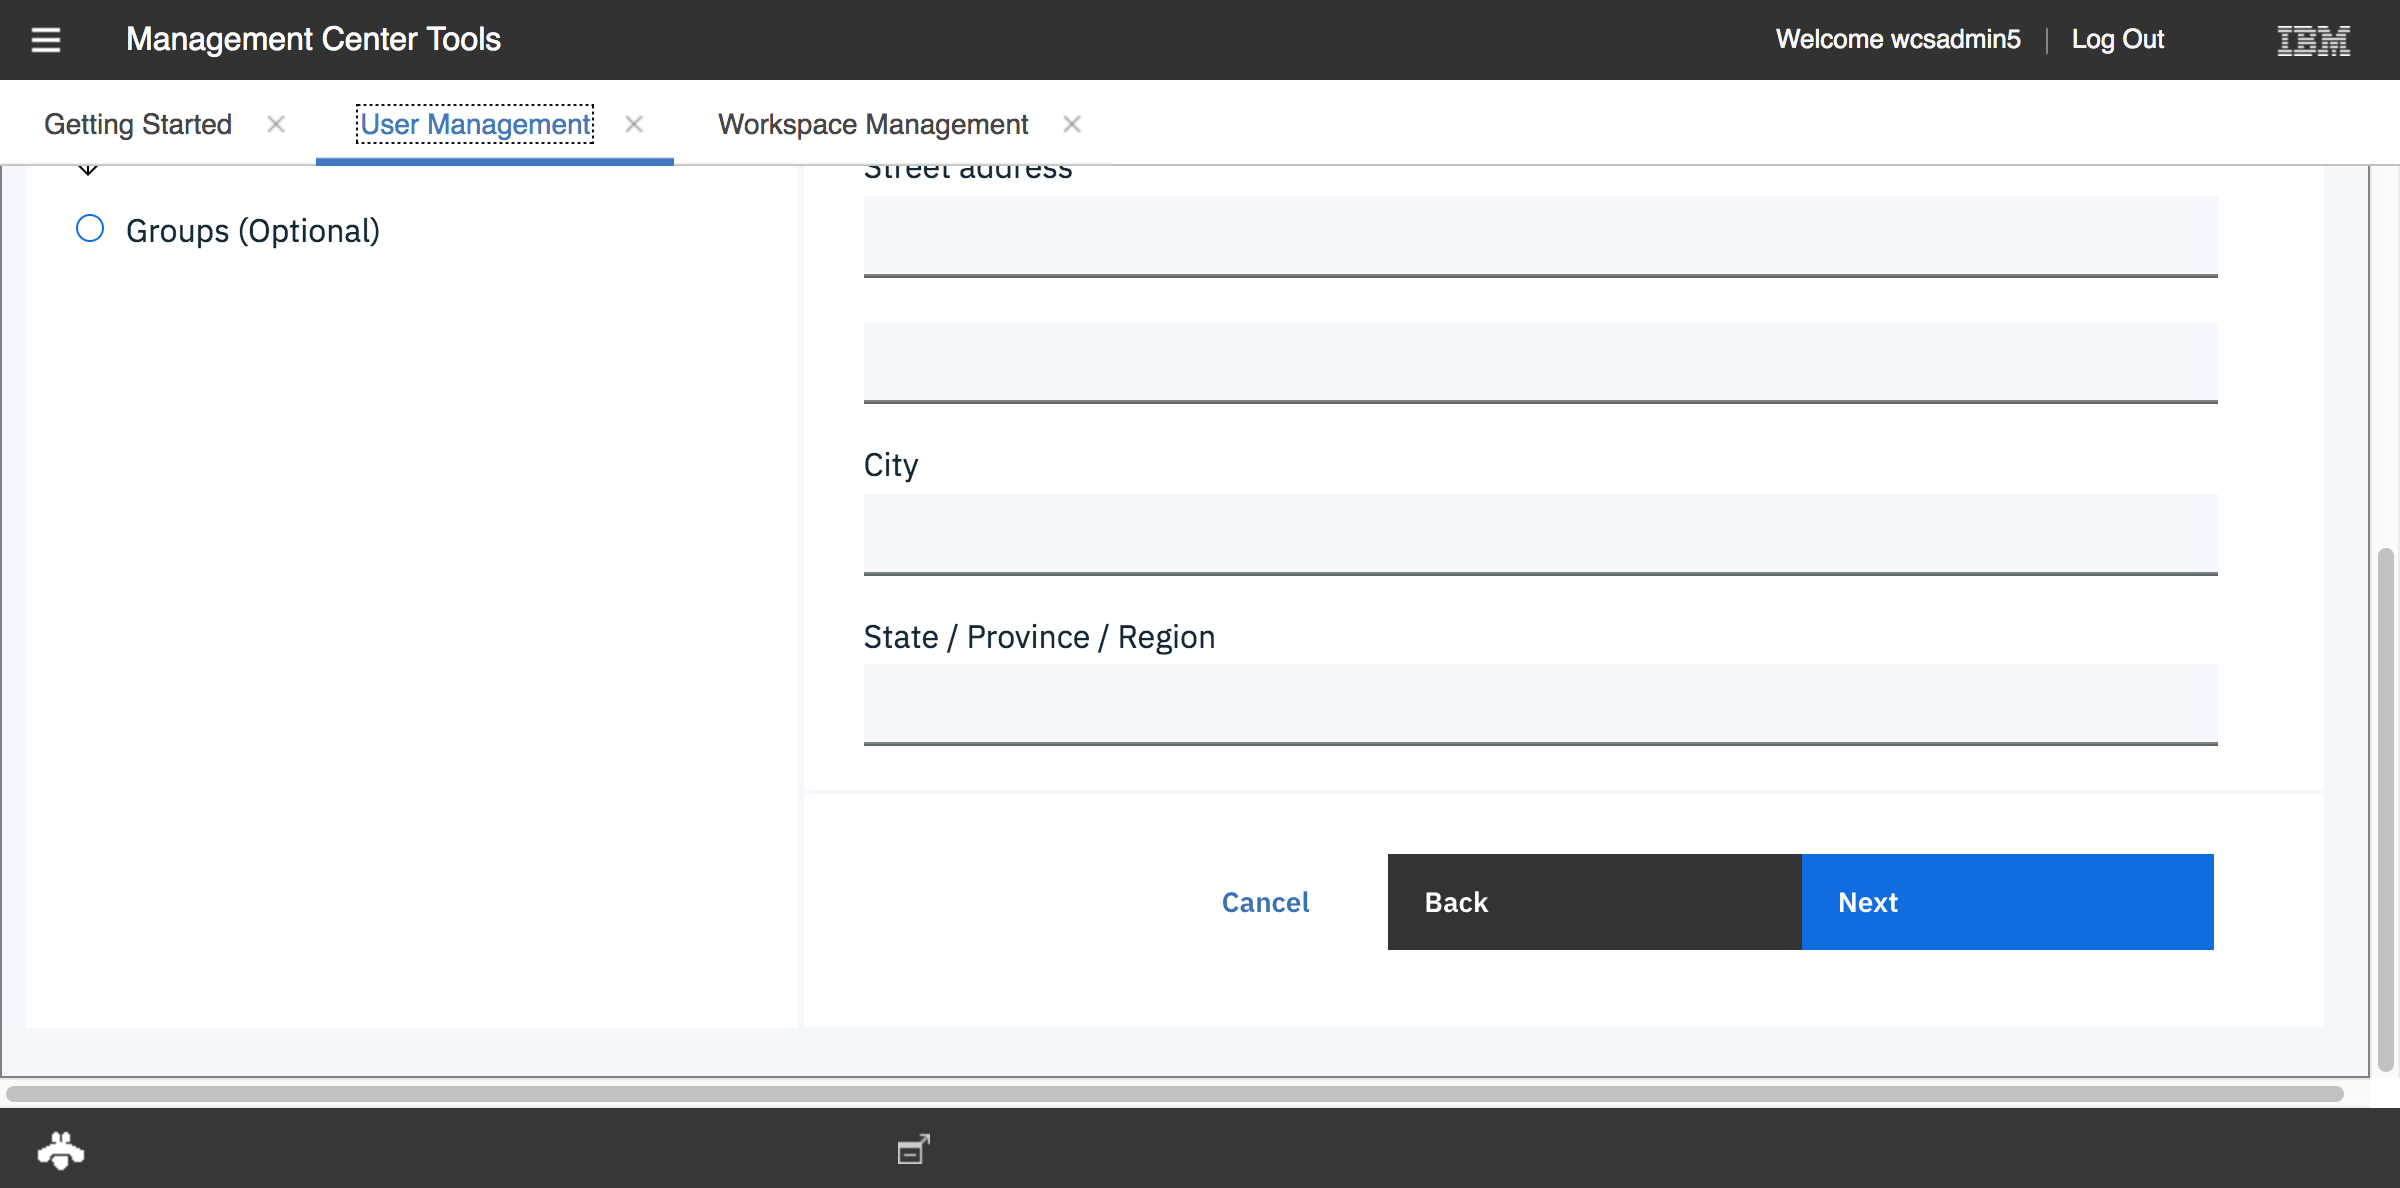 Management Center Tools
Welcome wcsadmin5 | Log Out
IBM
Getting Started
User Management
Workspace Management
Street address
Groups (Optional)
City
State / Province / Region
Cancel
Back
Next